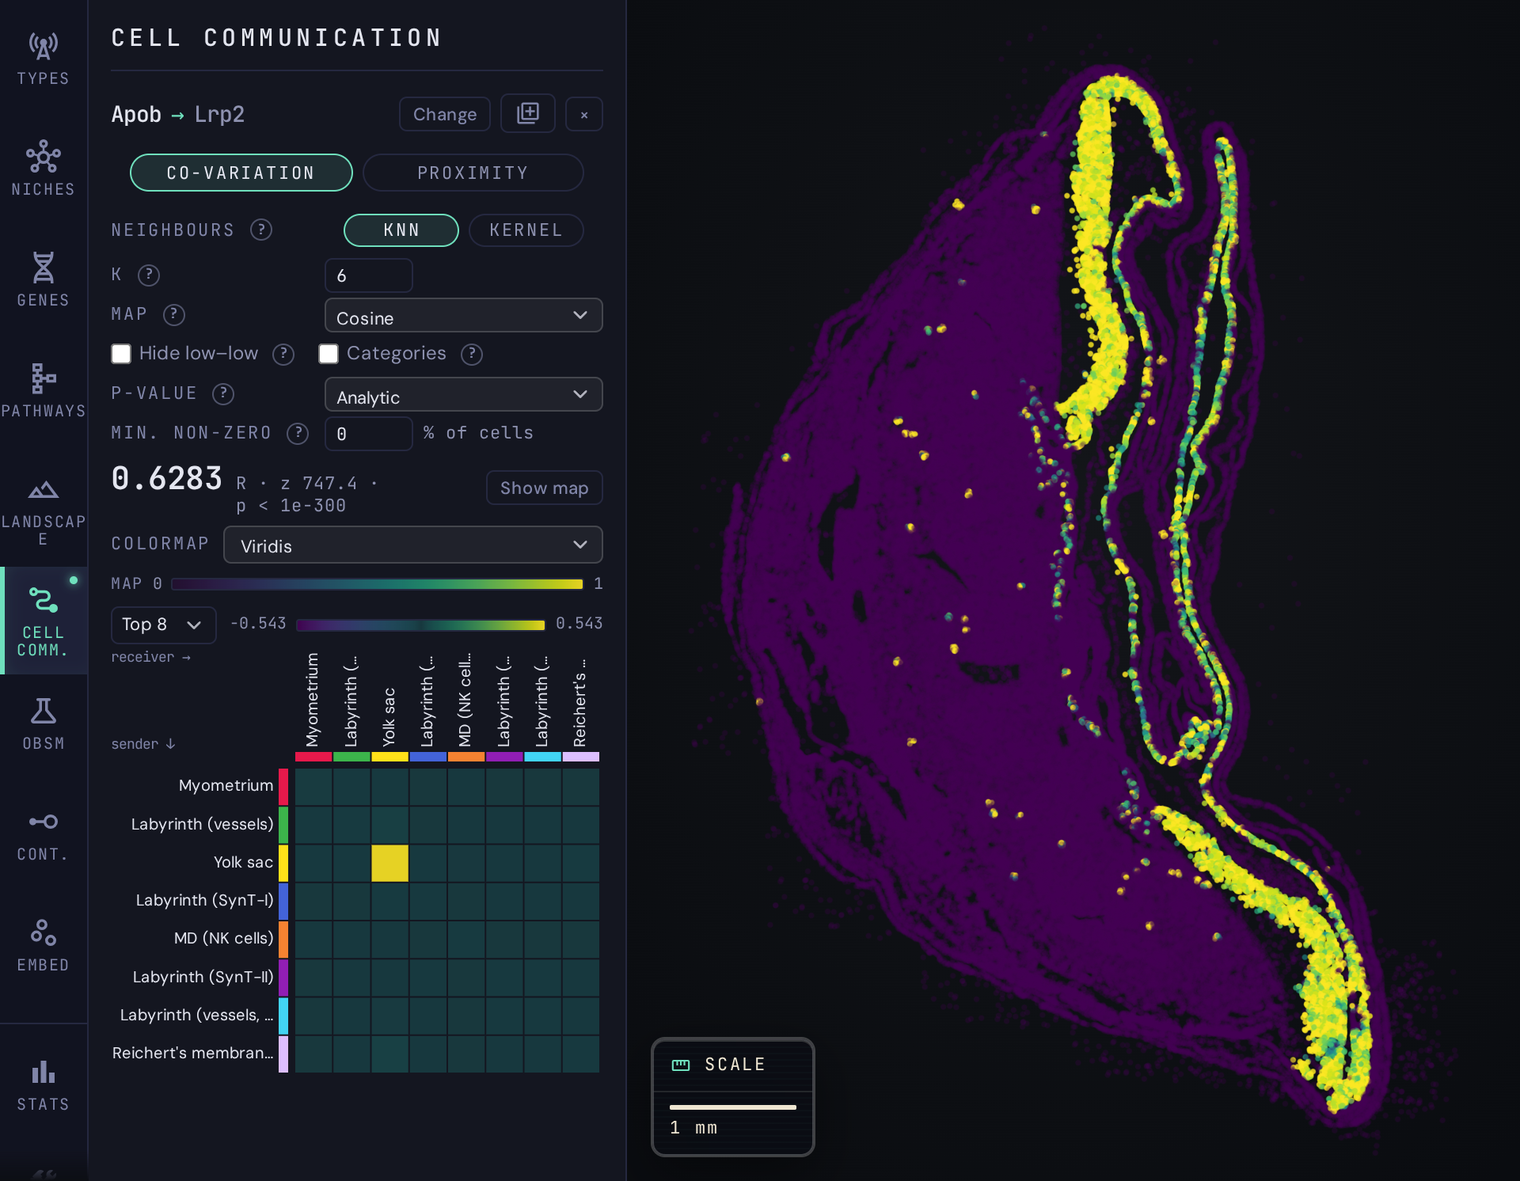 CELL COMMUNICATION
TYPES
NICHES
GENES
PATHWAYS
LANDSCAP
E
CELL
COMM.
OBSM
CONT.
EMBED
STATS
Apob → Lrp2
Change
×
CO-VARIATION PROXIMITY
NEIGHBOURS ? KNN KERNEL
K ? 6
MAP ? Cosine
Hide low–low ? Categories ?
P-VALUE ? Analytic
MIN. NON-ZERO ? 0 % of cells
0.6283 R · z 747.4 ·
p < 1e-300
Show map
COLORMAP Viridis
MAP 0 1
Top 8 -0.543 0.543
receiver →
Myometrium
Labyrinth (...
Yolk sac
Labyrinth (...
MD (NK cell...
Labyrinth (...
Labyrinth (...
Reichert's ...
sender ↓
Myometrium
Labyrinth (vessels)
Yolk sac
Labyrinth (SynT-I)
MD (NK cells)
Labyrinth (SynT-II)
Labyrinth (vessels, ...
Reichert's membran...
SCALE
1 mm